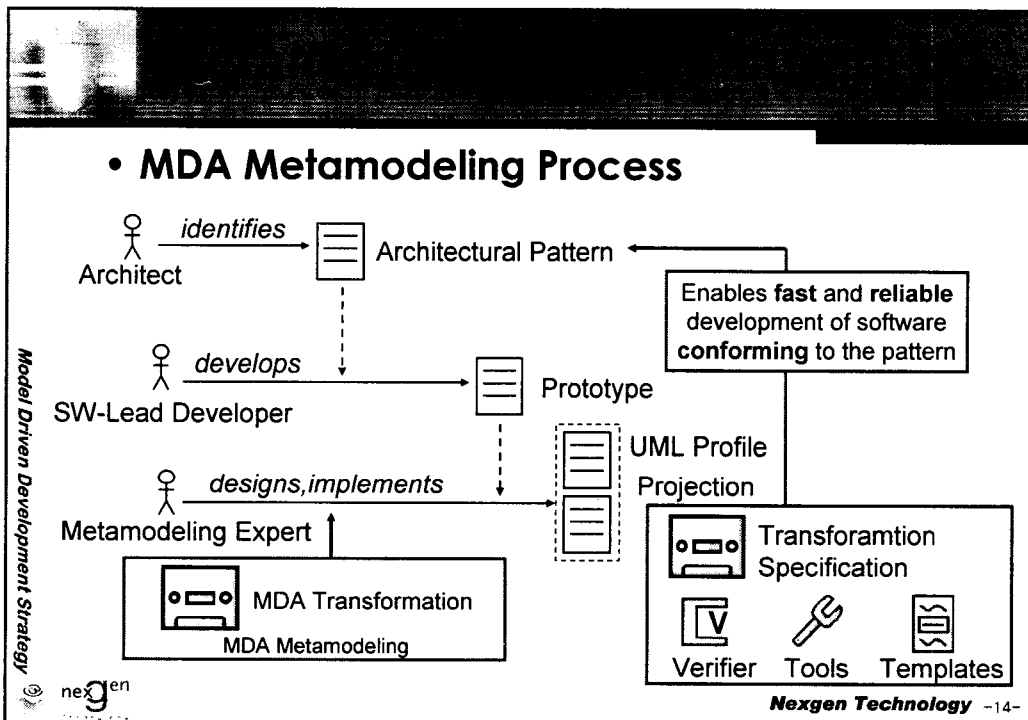 • MDA Metamodeling Process
identifies
Architect
Architectural Pattern
Enables fast and reliable
development of software
conforming to the pattern
develops
SW-Lead Developer
Prototype
designs,implements
Metamodeling Expert
UML Profile
Projection
MDA Transformation
MDA Metamodeling
Transforamtion
Specification
V
Verifier
Tools
Templates
Model Driven Development Strategy
nexgen
Nexgen Technology -14-